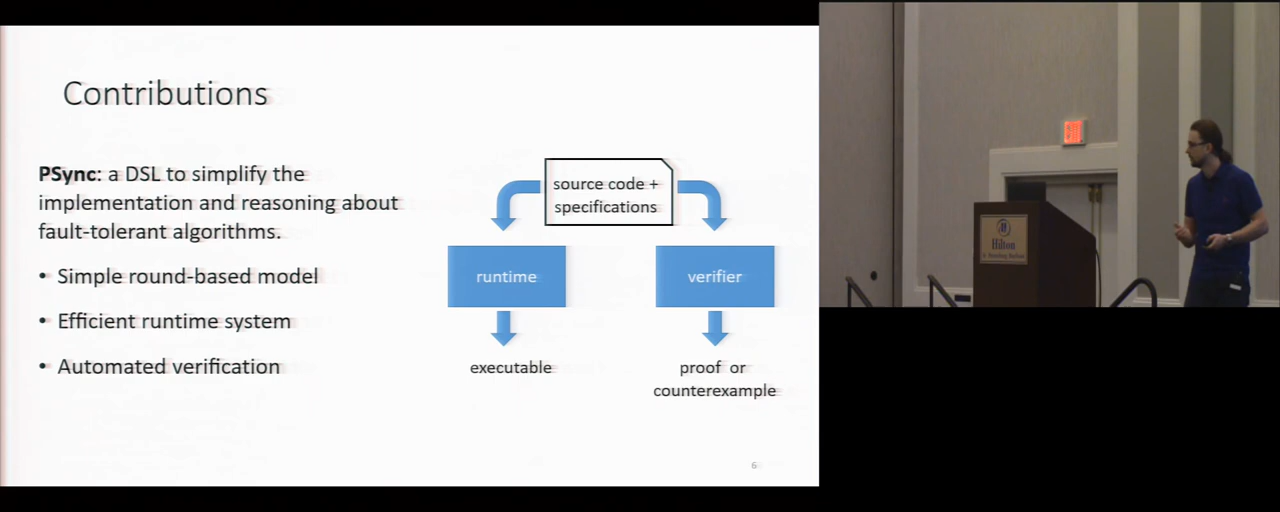 Contributions
PSync: a DSL to simplify the
implementation and reasoning about
fault-tolerant algorithms.
• Simple round-based model
• Efficient runtime system
• Automated verification
source code +
specifications
runtime
verifier
executable
proof or
counterexample
6
Hilton